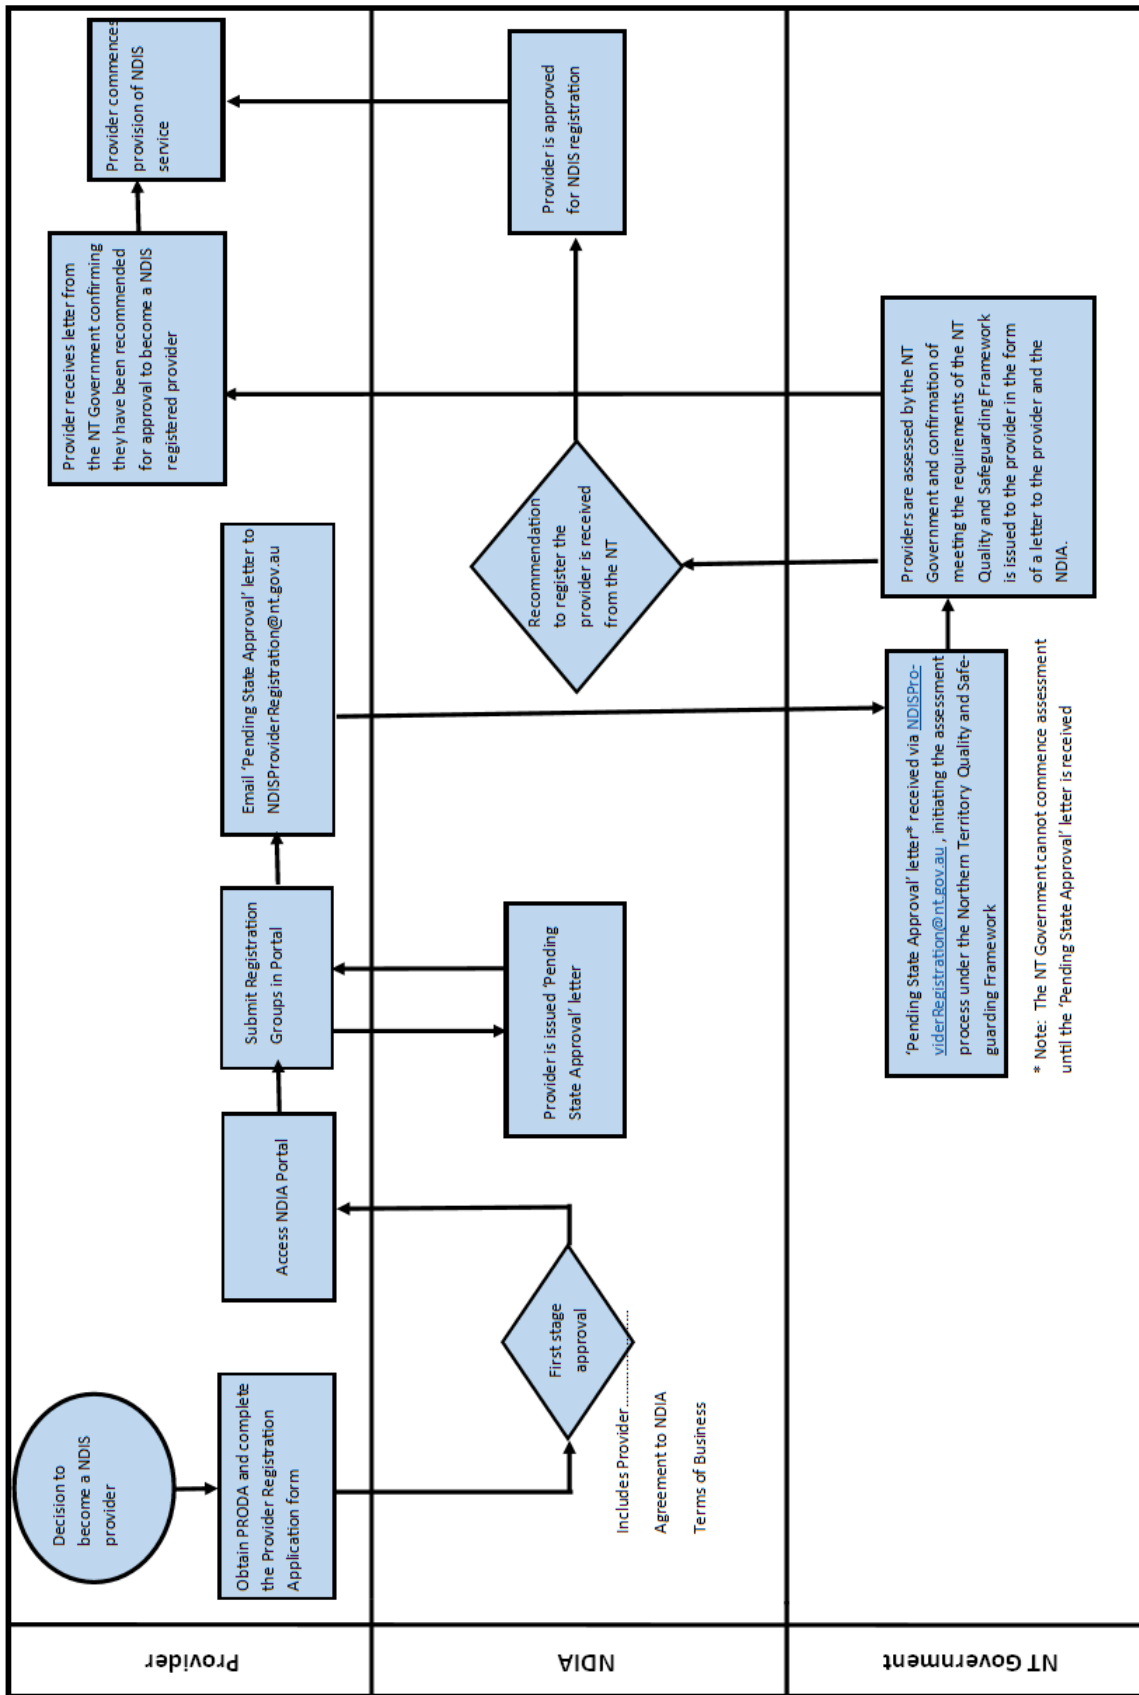 Provider
Decision to
become a NDIS
provider
Obtain PRODA and complete
the Provider Registration
Application form
Access NDIA Portal
Submit Registration
Groups in Portal
Email ‘Pending State Approval’ letter to
NDISProviderRegistration@nt.gov.au
Provider receives letter from
the NT Government confirming
they have been recommended
for approval to become a NDIS
registered provider
Provider commences
provision of NDIS
service
NDIA
First stage
approval
Includes Provider.....................
Agreement to NDIA
Terms of Business
Provider is issued ‘Pending
State Approval’ letter
Recommendation
to register the
provider is received
from the NT
Provider is approved
for NDIS registration
NT Government
‘Pending State Approval’ letter* received via NDISPro-
viderRegistration@nt.gov.au , initiating the assessment
process under the Northern Territory Quality and Safe-
guarding Framework
* Note: The NT Government cannot commence assessment
until the ‘Pending State Approval’ letter is received
Providers are assessed by the NT
Government and confirmation of
meeting the requirements of the NT
Quality and Safeguarding Framework
is issued to the provider in the form
of a letter to the provider and the
NDIA.